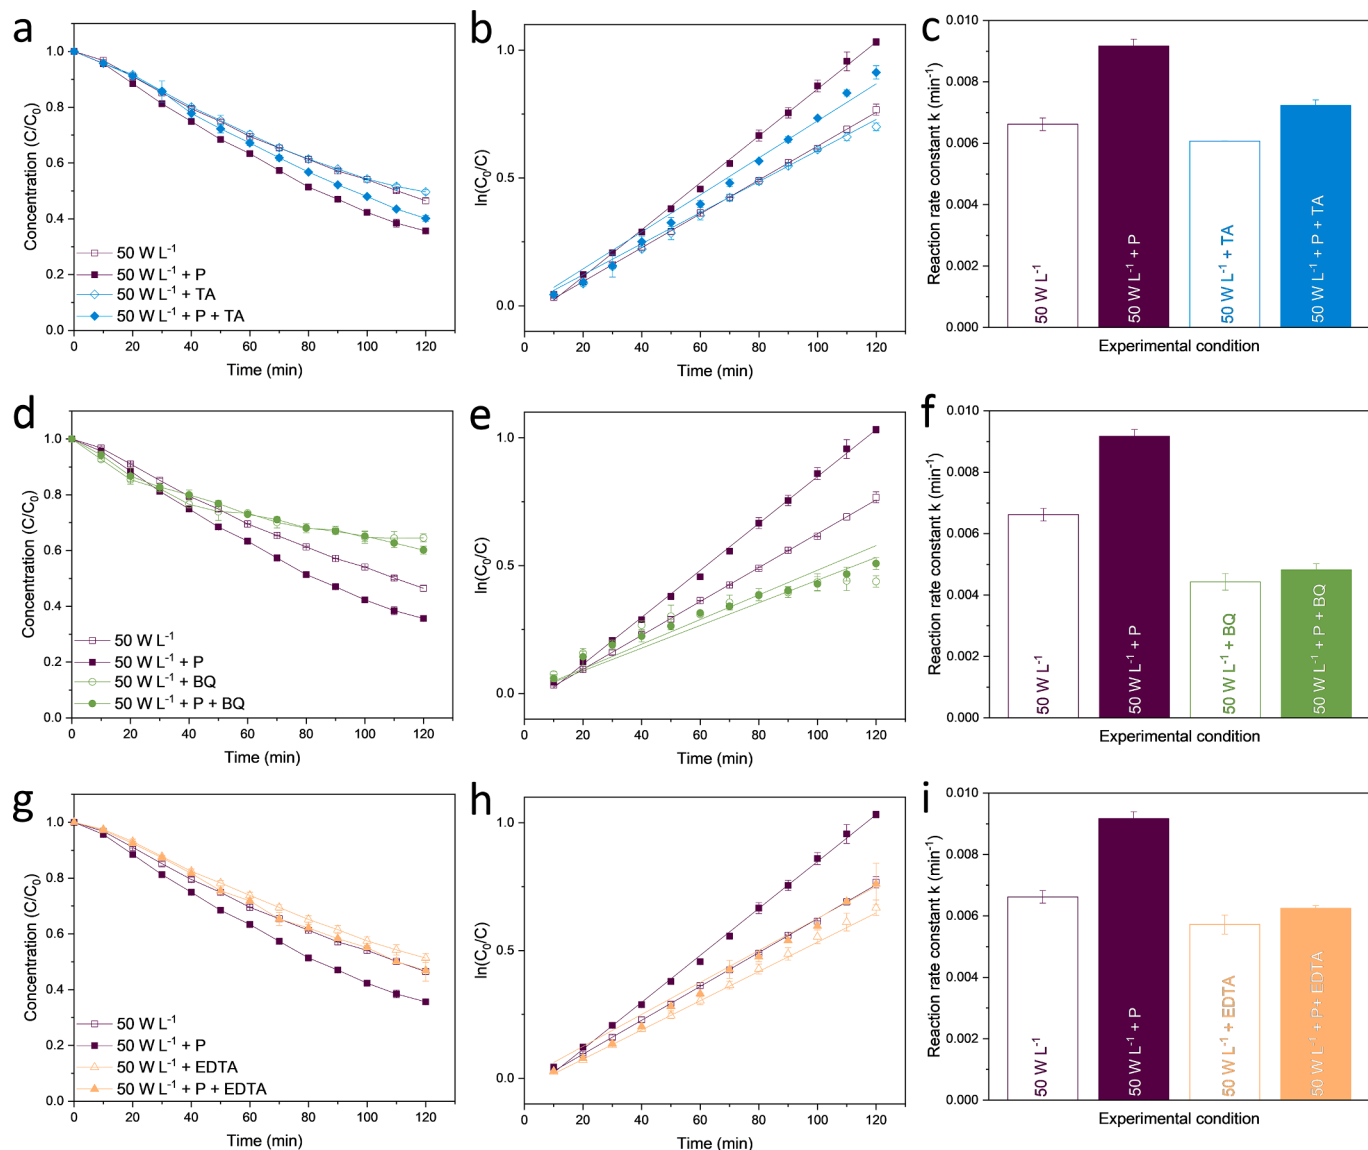 a
Concentration (C/C₀)
1.0
0.8
0.6
0.4
0.2
0.0
50 W L⁻¹
50 W L⁻¹ + P
50 W L⁻¹ + TA
50 W L⁻¹ + P + TA
0 20 40 60 80 100 120
Time (min)
b
ln(C₀/C)
1.0
0.5
0.0
0 20 40 60 80 100 120
Time (min)
c
Reaction rate constant k (min⁻¹)
0.010
0.008
0.006
0.004
0.002
0.000
50 W L⁻¹
50 W L⁻¹ + P
50 W L⁻¹ + TA
50 W L⁻¹ + P + TA
Experimental condition
d
Concentration (C/C₀)
1.0
0.8
0.6
0.4
0.2
0.0
50 W L⁻¹
50 W L⁻¹ + P
50 W L⁻¹ + BQ
50 W L⁻¹ + P + BQ
0 20 40 60 80 100 120
Time (min)
e
ln(C₀/C)
1.0
0.5
0.0
0 20 40 60 80 100 120
Time (min)
f
Reaction rate constant k (min⁻¹)
0.010
0.008
0.006
0.004
0.002
0.000
50 W L⁻¹
50 W L⁻¹ + P
50 W L⁻¹ + BQ
50 W L⁻¹ + P + BQ
Experimental condition
g
Concentration (C/C₀)
1.0
0.8
0.6
0.4
0.2
0.0
50 W L⁻¹
50 W L⁻¹ + P
50 W L⁻¹ + EDTA
50 W L⁻¹ + P + EDTA
0 20 40 60 80 100 120
Time (min)
h
ln(C₀/C)
1.0
0.5
0.0
0 20 40 60 80 100 120
Time (min)
i
Reaction rate constant k (min⁻¹)
0.010
0.008
0.006
0.004
0.002
0.000
50 W L⁻¹
50 W L⁻¹ + P
50 W L⁻¹ + EDTA
50 W L⁻¹ + P+ EDTA
Experimental condition